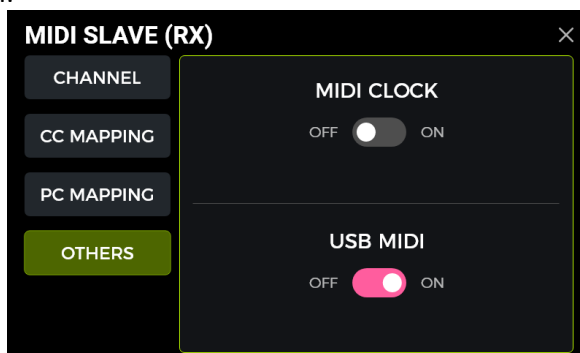 MIDI SLAVE (RX)
CHANNEL
CC MAPPING
PC MAPPING
OTHERS
MIDI CLOCK
OFF ON
USB MIDI
OFF ON